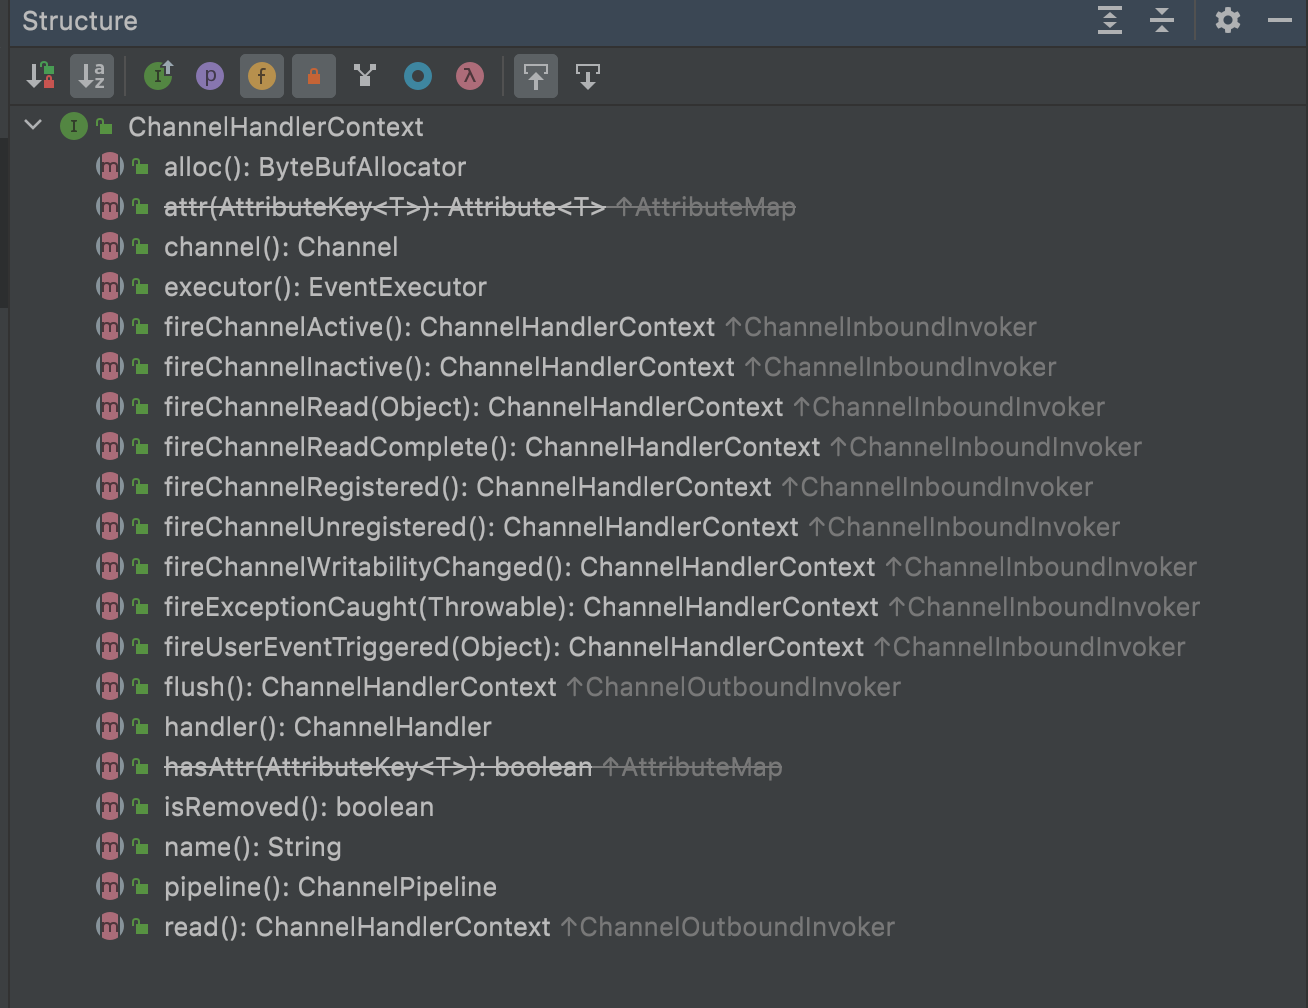 Structure
ChannelHandlerContext
alloc(): ByteBufAllocator
attr(AttributeKey<T>): Attribute<T> ↑AttributeMap
channel(): Channel
executor(): EventExecutor
fireChannelActive(): ChannelHandlerContext ↑ChannelInboundInvoker
fireChannelInactive(): ChannelHandlerContext ↑ChannelInboundInvoker
fireChannelRead(Object): ChannelHandlerContext ↑ChannelInboundInvoker
fireChannelReadComplete(): ChannelHandlerContext ↑ChannelInboundInvoker
fireChannelRegistered(): ChannelHandlerContext ↑ChannelInboundInvoker
fireChannelUnregistered(): ChannelHandlerContext ↑ChannelInboundInvoker
fireChannelWritabilityChanged(): ChannelHandlerContext ↑ChannelInboundInvoker
fireExceptionCaught(Throwable): ChannelHandlerContext ↑ChannelInboundInvoker
fireUserEventTriggered(Object): ChannelHandlerContext ↑ChannelInboundInvoker
flush(): ChannelHandlerContext ↑ChannelOutboundInvoker
handler(): ChannelHandler
hasAttr(AttributeKey<T>): boolean ↑AttributeMap
isRemoved(): boolean
name(): String
pipeline(): ChannelPipeline
read(): ChannelHandlerContext ↑ChannelOutboundInvoker